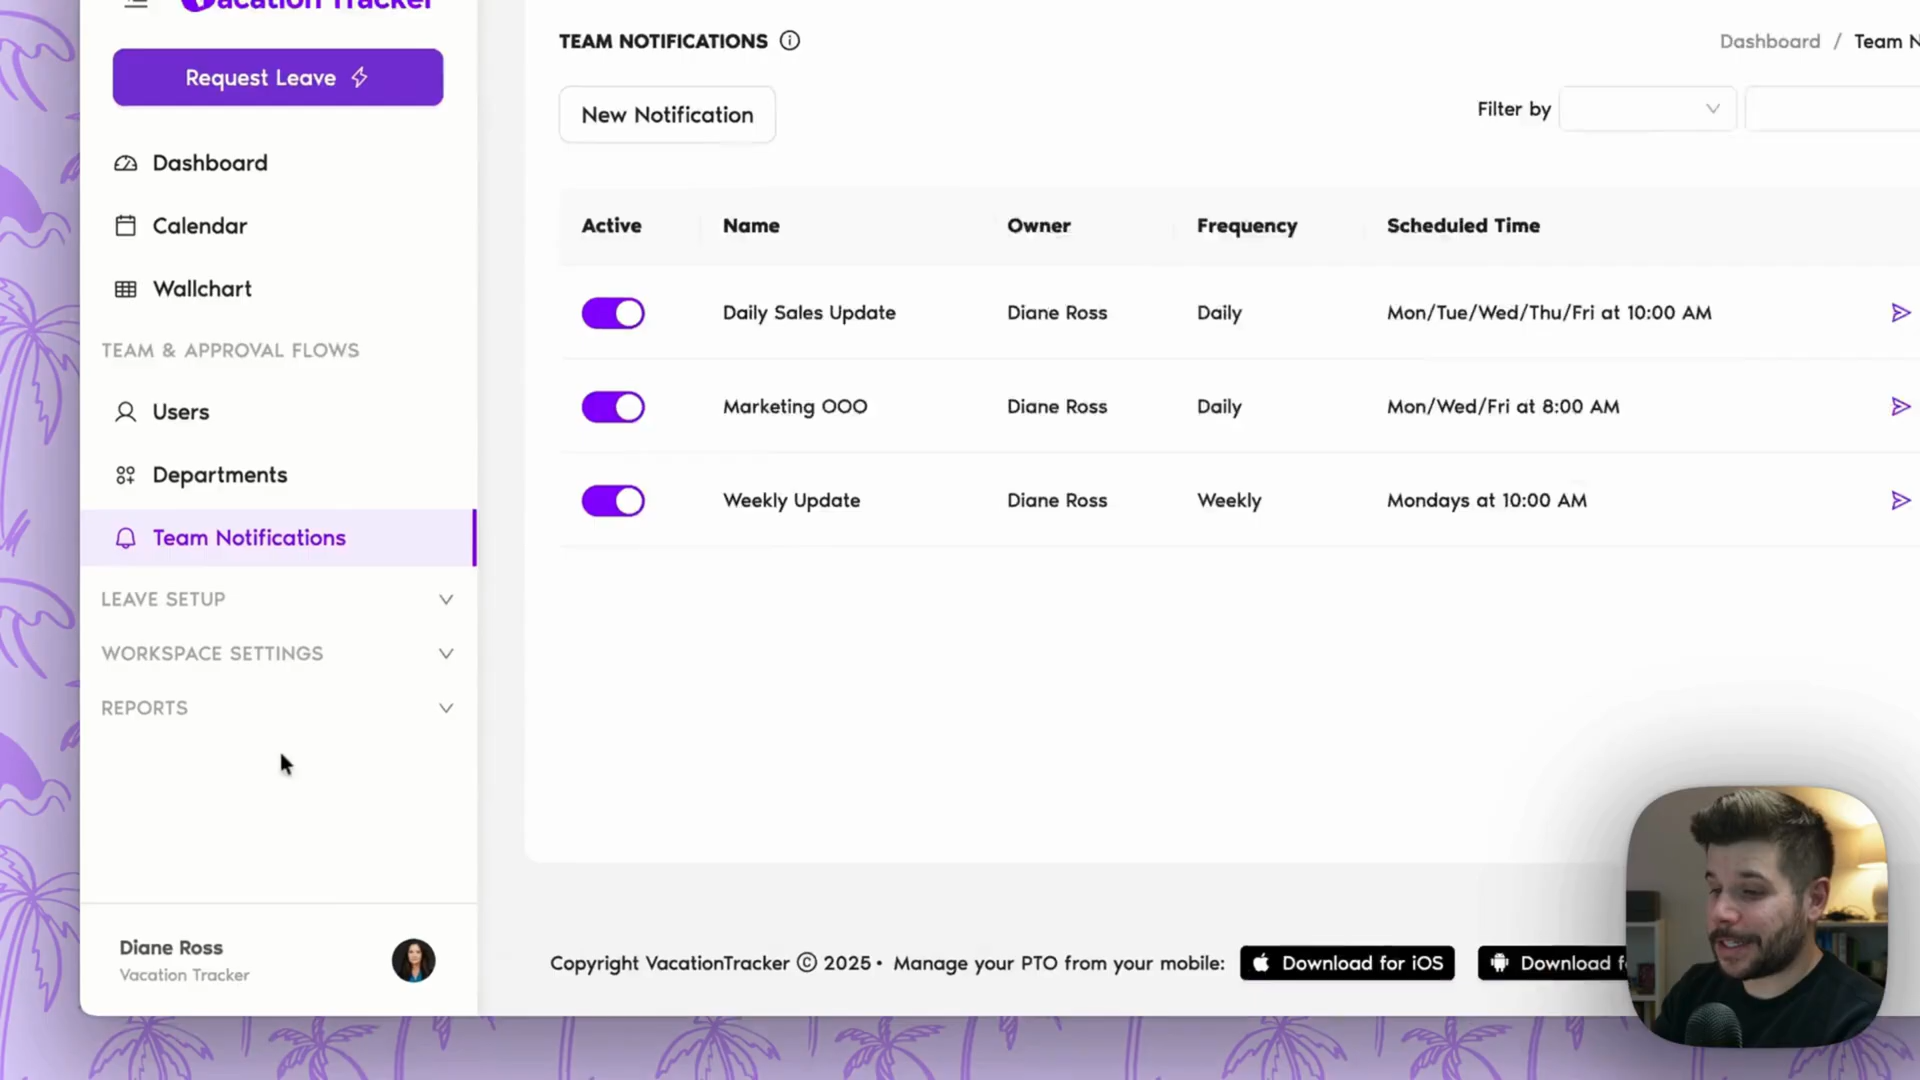 Vacation Tracker
Request Leave
Dashboard
Calendar
Wallchart
TEAM & APPROVAL FLOWS
Users
Departments
Team Notifications
LEAVE SETUP
WORKSPACE SETTINGS
REPORTS
Diane Ross
Vacation Tracker
TEAM NOTIFICATIONS
Dashboard / Team N
New Notification
Filter by
Active Name Owner Frequency Scheduled Time
Daily Sales Update Diane Ross Daily Mon/Tue/Wed/Thu/Fri at 10:00 AM
Marketing OOO Diane Ross Daily Mon/Wed/Fri at 8:00 AM
Weekly Update Diane Ross Weekly Mondays at 10:00 AM
Copyright VacationTracker © 2025 • Manage your PTO from your mobile: Download for iOS Download f